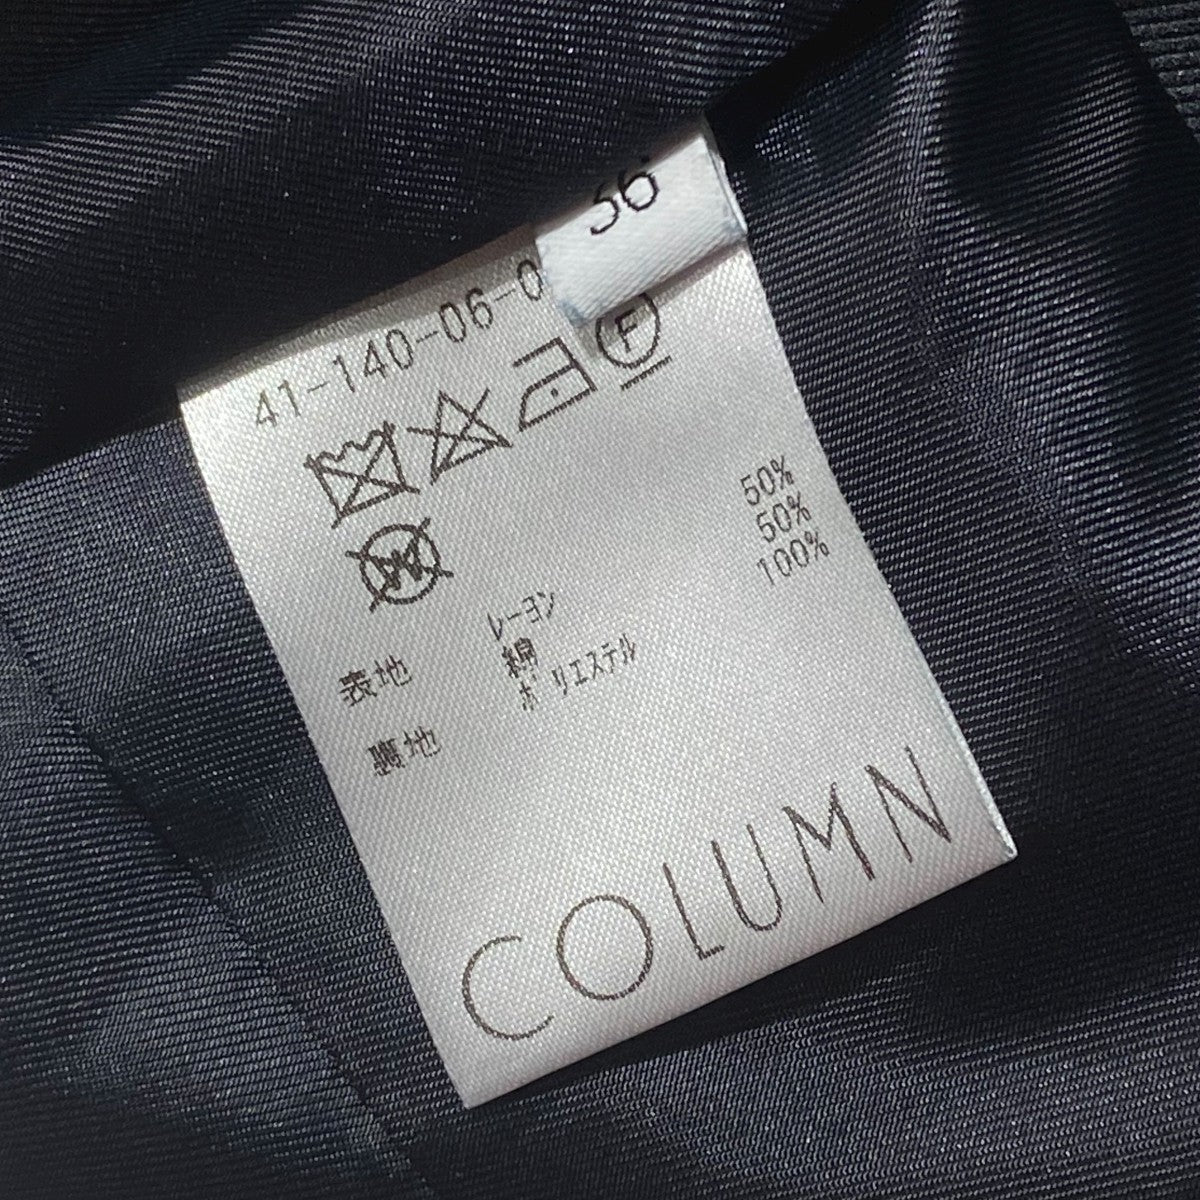 36
41-140-06-0
F
W
表地 レーヨン 50%
綿 50%
裏地 ポリエステル 100%
COLUMN